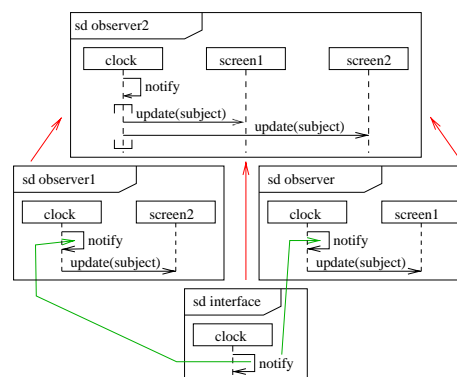 sd observer2
clock screen1 screen2
notify
update(subject)
update(subject)
sd observer1
clock screen2
notify
update(subject)
sd observer
clock screen1
notify
update(subject)
sd interface
clock
notify